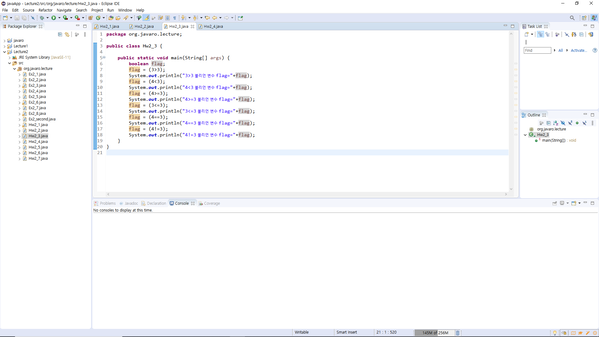 javaApp - Lecture2/src/org/javaro/lecture/Hw2_3.java - Eclipse IDE
File Edit Source Refactor Navigate Search Project Run Window Help
Package Explorer
javaro
Lecture1
Lecture2
JRE System Library
src
org.javaro.lecture
Ex2_1.java
Ex2_2.java
Ex2_4.java
Ex2_5.java
Ex2_6.java
Ex2_7.java
Ex2_8.java
Ex2_second.java
Hw2_1.java
Hw2_2.java
Hw2_3.java
Hw2_4.java
Hw2_5.java
Hw2_6.java
Hw2_7.java
Hw2_1.java Hw2_2.java Hw2_3.java Hw2_4.java
1 package org.javaro.lecture;
2
3 public class Hw2_3 {
4
5 public static void main(String[] args) {
6 boolean flag;
7 flag = (3>3);
8 System.out.println("3>3 불리언 변수 flag="+flag);
9 flag = (4<3);
10 System.out.println("4<3 불리언 변수 flag="+flag);
11 flag = (4>=3);
12 System.out.println("4>=3 불리언 변수 flag="+flag);
13 flag = (3<=3);
14 System.out.println("3<=3 불리언 변수 flag="+flag);
15 flag = (4==3);
16 System.out.println("4==3 불리언 변수 flag="+flag);
17 flag = (4!=3);
18 System.out.println("4!=3 불리언 변수 flag="+flag);
19 }
20 }
21
Task List
Find All Activate...
Outline
org.javaro.lecture
Hw2_3
main(String[]) : void
Problems Javadoc Declaration Console Coverage
No consoles to display at this time.
Writable Smart Insert 21 : 1 : 520 of 256M